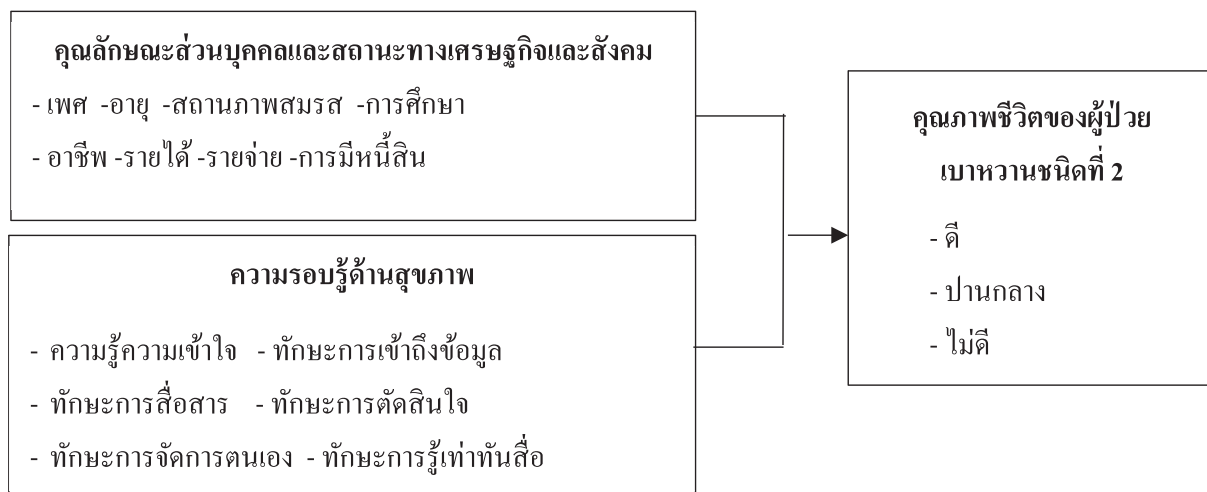 คุณลักษณะส่วนบุคคลและสถานะทางเศรษฐกิจและสังคม
- เพศ -อายุ -สถานภาพสมรส -การศึกษา
- อาชีพ -รายได้ -รายจ่าย -การมีหนี้สิน
ความรอบรู้ด้านสุขภาพ
- ความรู้ความเข้าใจ - ทักษะการเข้าถึงข้อมูล
- ทักษะการสื่อสาร - ทักษะการตัดสินใจ
- ทักษะการจัดการตนเอง - ทักษะการรู้เท่าทันสื่อ
คุณภาพชีวิตของผู้ป่วย
เบาหวานชนิดที่ 2
- ดี
- ปานกลาง
- ไม่ดี